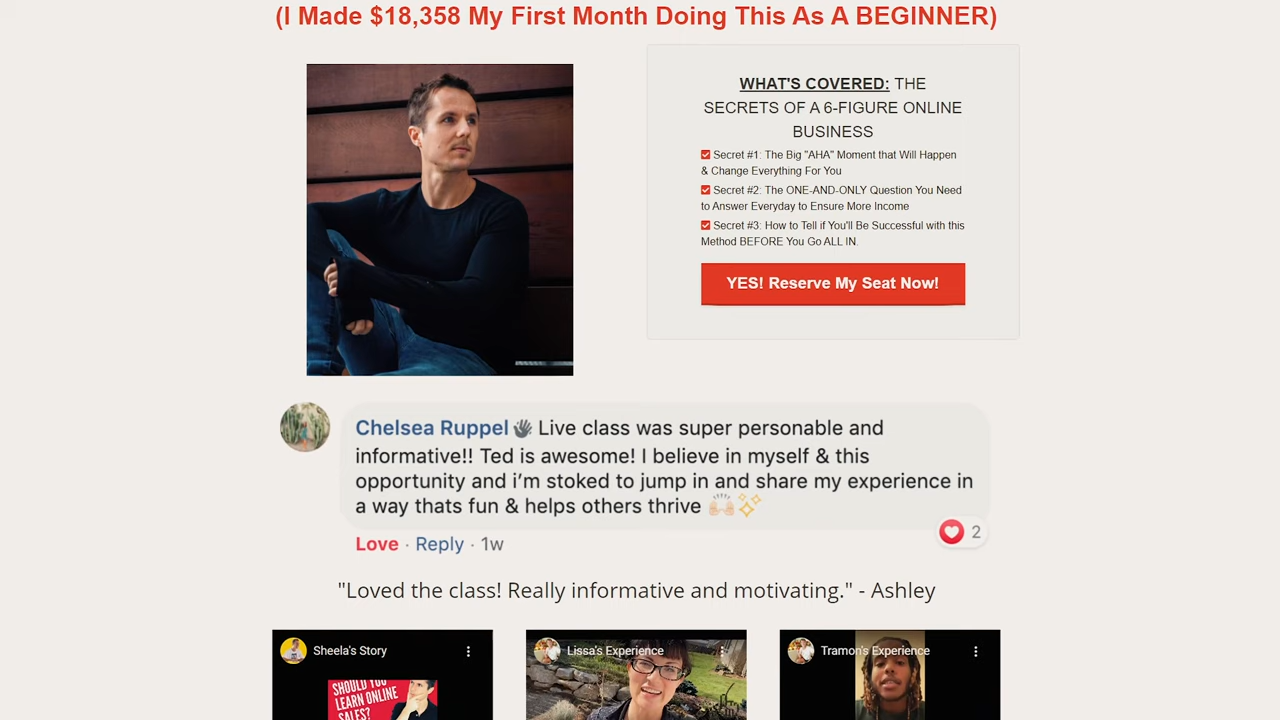 (I Made $18,358 My First Month Doing This As A BEGINNER)
WHAT'S COVERED: THE
SECRETS OF A 6-FIGURE ONLINE
BUSINESS
Secret #1: The Big "AHA" Moment that Will Happen
& Change Everything For You
Secret #2: The ONE-AND-ONLY Question You Need
to Answer Everyday to Ensure More Income
Secret #3: How to Tell if You'll Be Successful with this
Method BEFORE You Go ALL IN.
YES! Reserve My Seat Now!
Chelsea Ruppel 👋 Live class was super personable and
informative!! Ted is awesome! I believe in myself & this
opportunity and i'm stoked to jump in and share my experience in
a way thats fun & helps others thrive 🙌🏻✨
Love · Reply · 1w
2
"Loved the class! Really informative and motivating." - Ashley
Sheela's Story
SHOULD YOU
LEARN ONLINE
SALES?
Lissa's Experience
Tramon's Experience